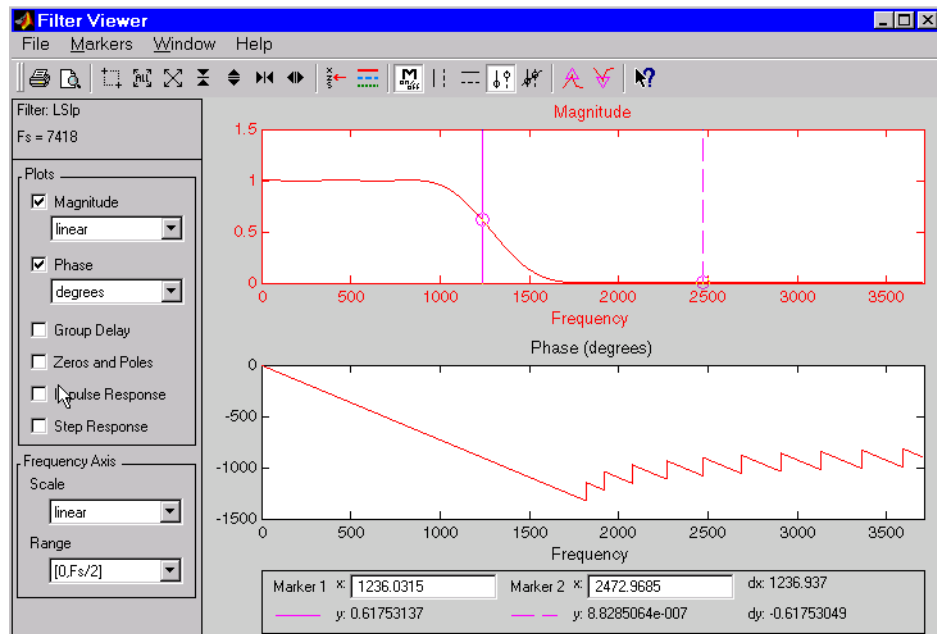 Filter Viewer
File Markers Window Help
Filter: LSlp
Fs = 7418
Plots
Magnitude
linear
Phase
degrees
Group Delay
Zeros and Poles
Impulse Response
Step Response
Frequency Axis
Scale
linear
Range
[0,Fs/2]
Magnitude
1.5
1
0.5
0
0 500 1000 1500 2000 2500 3000 3500
Frequency
Phase (degrees)
0
-500
-1000
-1500
0 500 1000 1500 2000 2500 3000 3500
Frequency
Marker 1 x: 1236.0315 Marker 2 x: 2472.9685 dx: 1236.937
y: 0.61753137 y: 8.8285064e-007 dy: -0.61753049